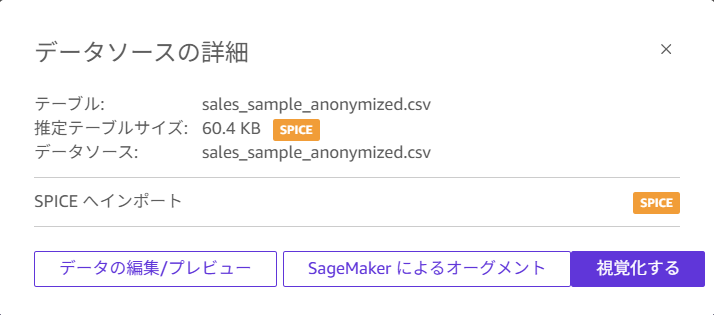 データソースの詳細 ×
テーブル: sales_sample_anonymized.csv
推定テーブルサイズ: 60.4 KB SPICE
データソース: sales_sample_anonymized.csv
SPICE へインポート SPICE
データの編集/プレビュー SageMaker によるオーグメント 視覚化する